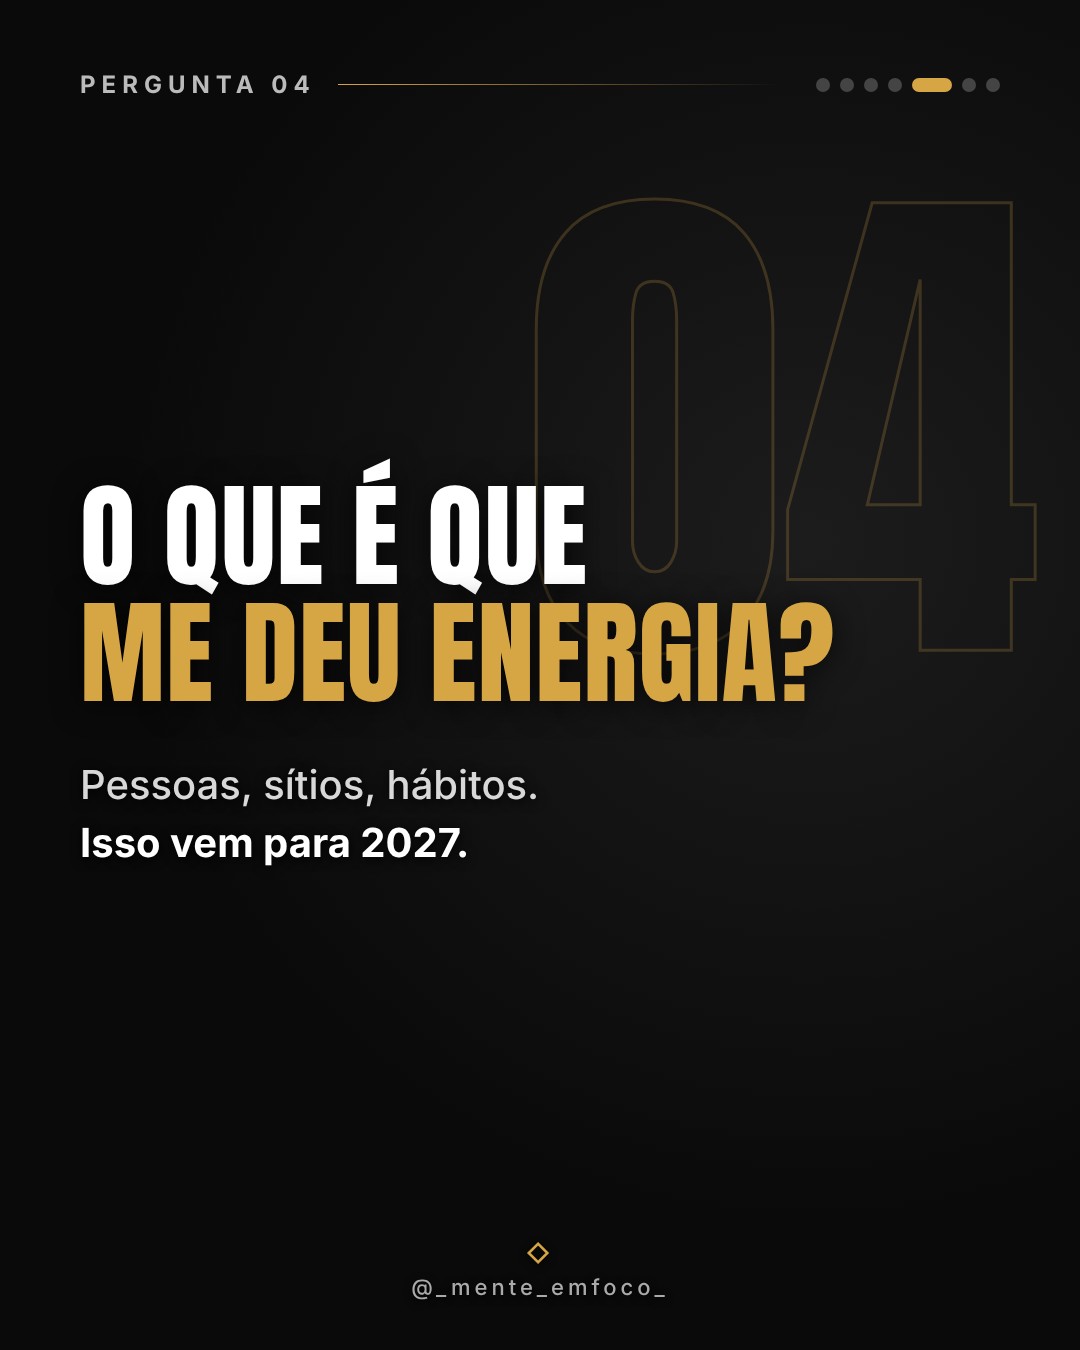 PERGUNTA 04
04
O QUE É QUE
ME DEU ENERGIA?
Pessoas, sítios, hábitos.
Isso vem para 2027.
@_mente_emfoco_